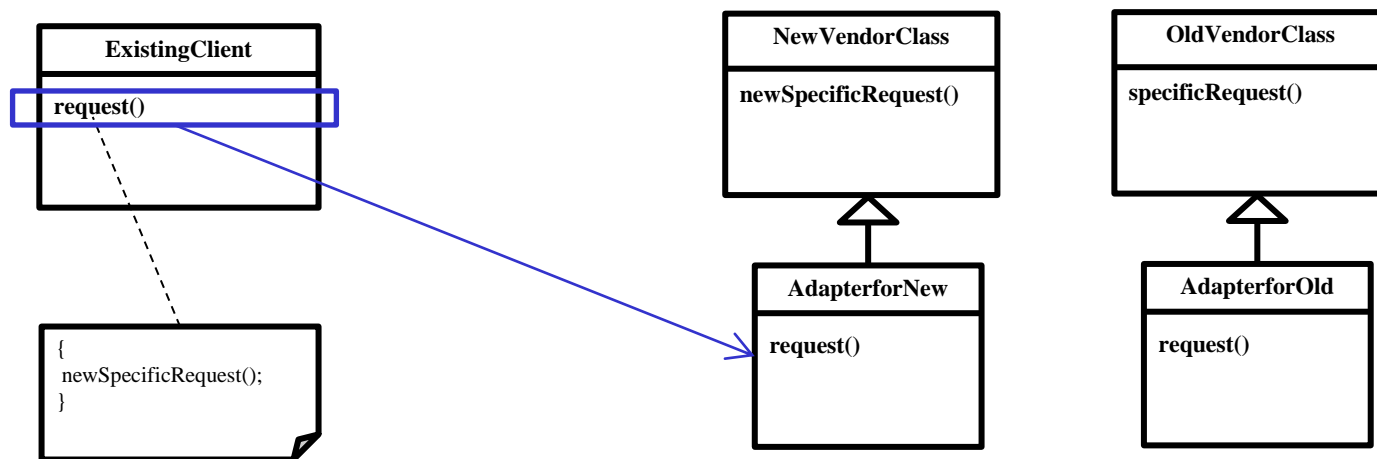 ExistingClient
request()
{
newSpecificRequest();
}
NewVendorClass
newSpecificRequest()
AdapterforNew
request()
OldVendorClass
specificRequest()
AdapterforOld
request()